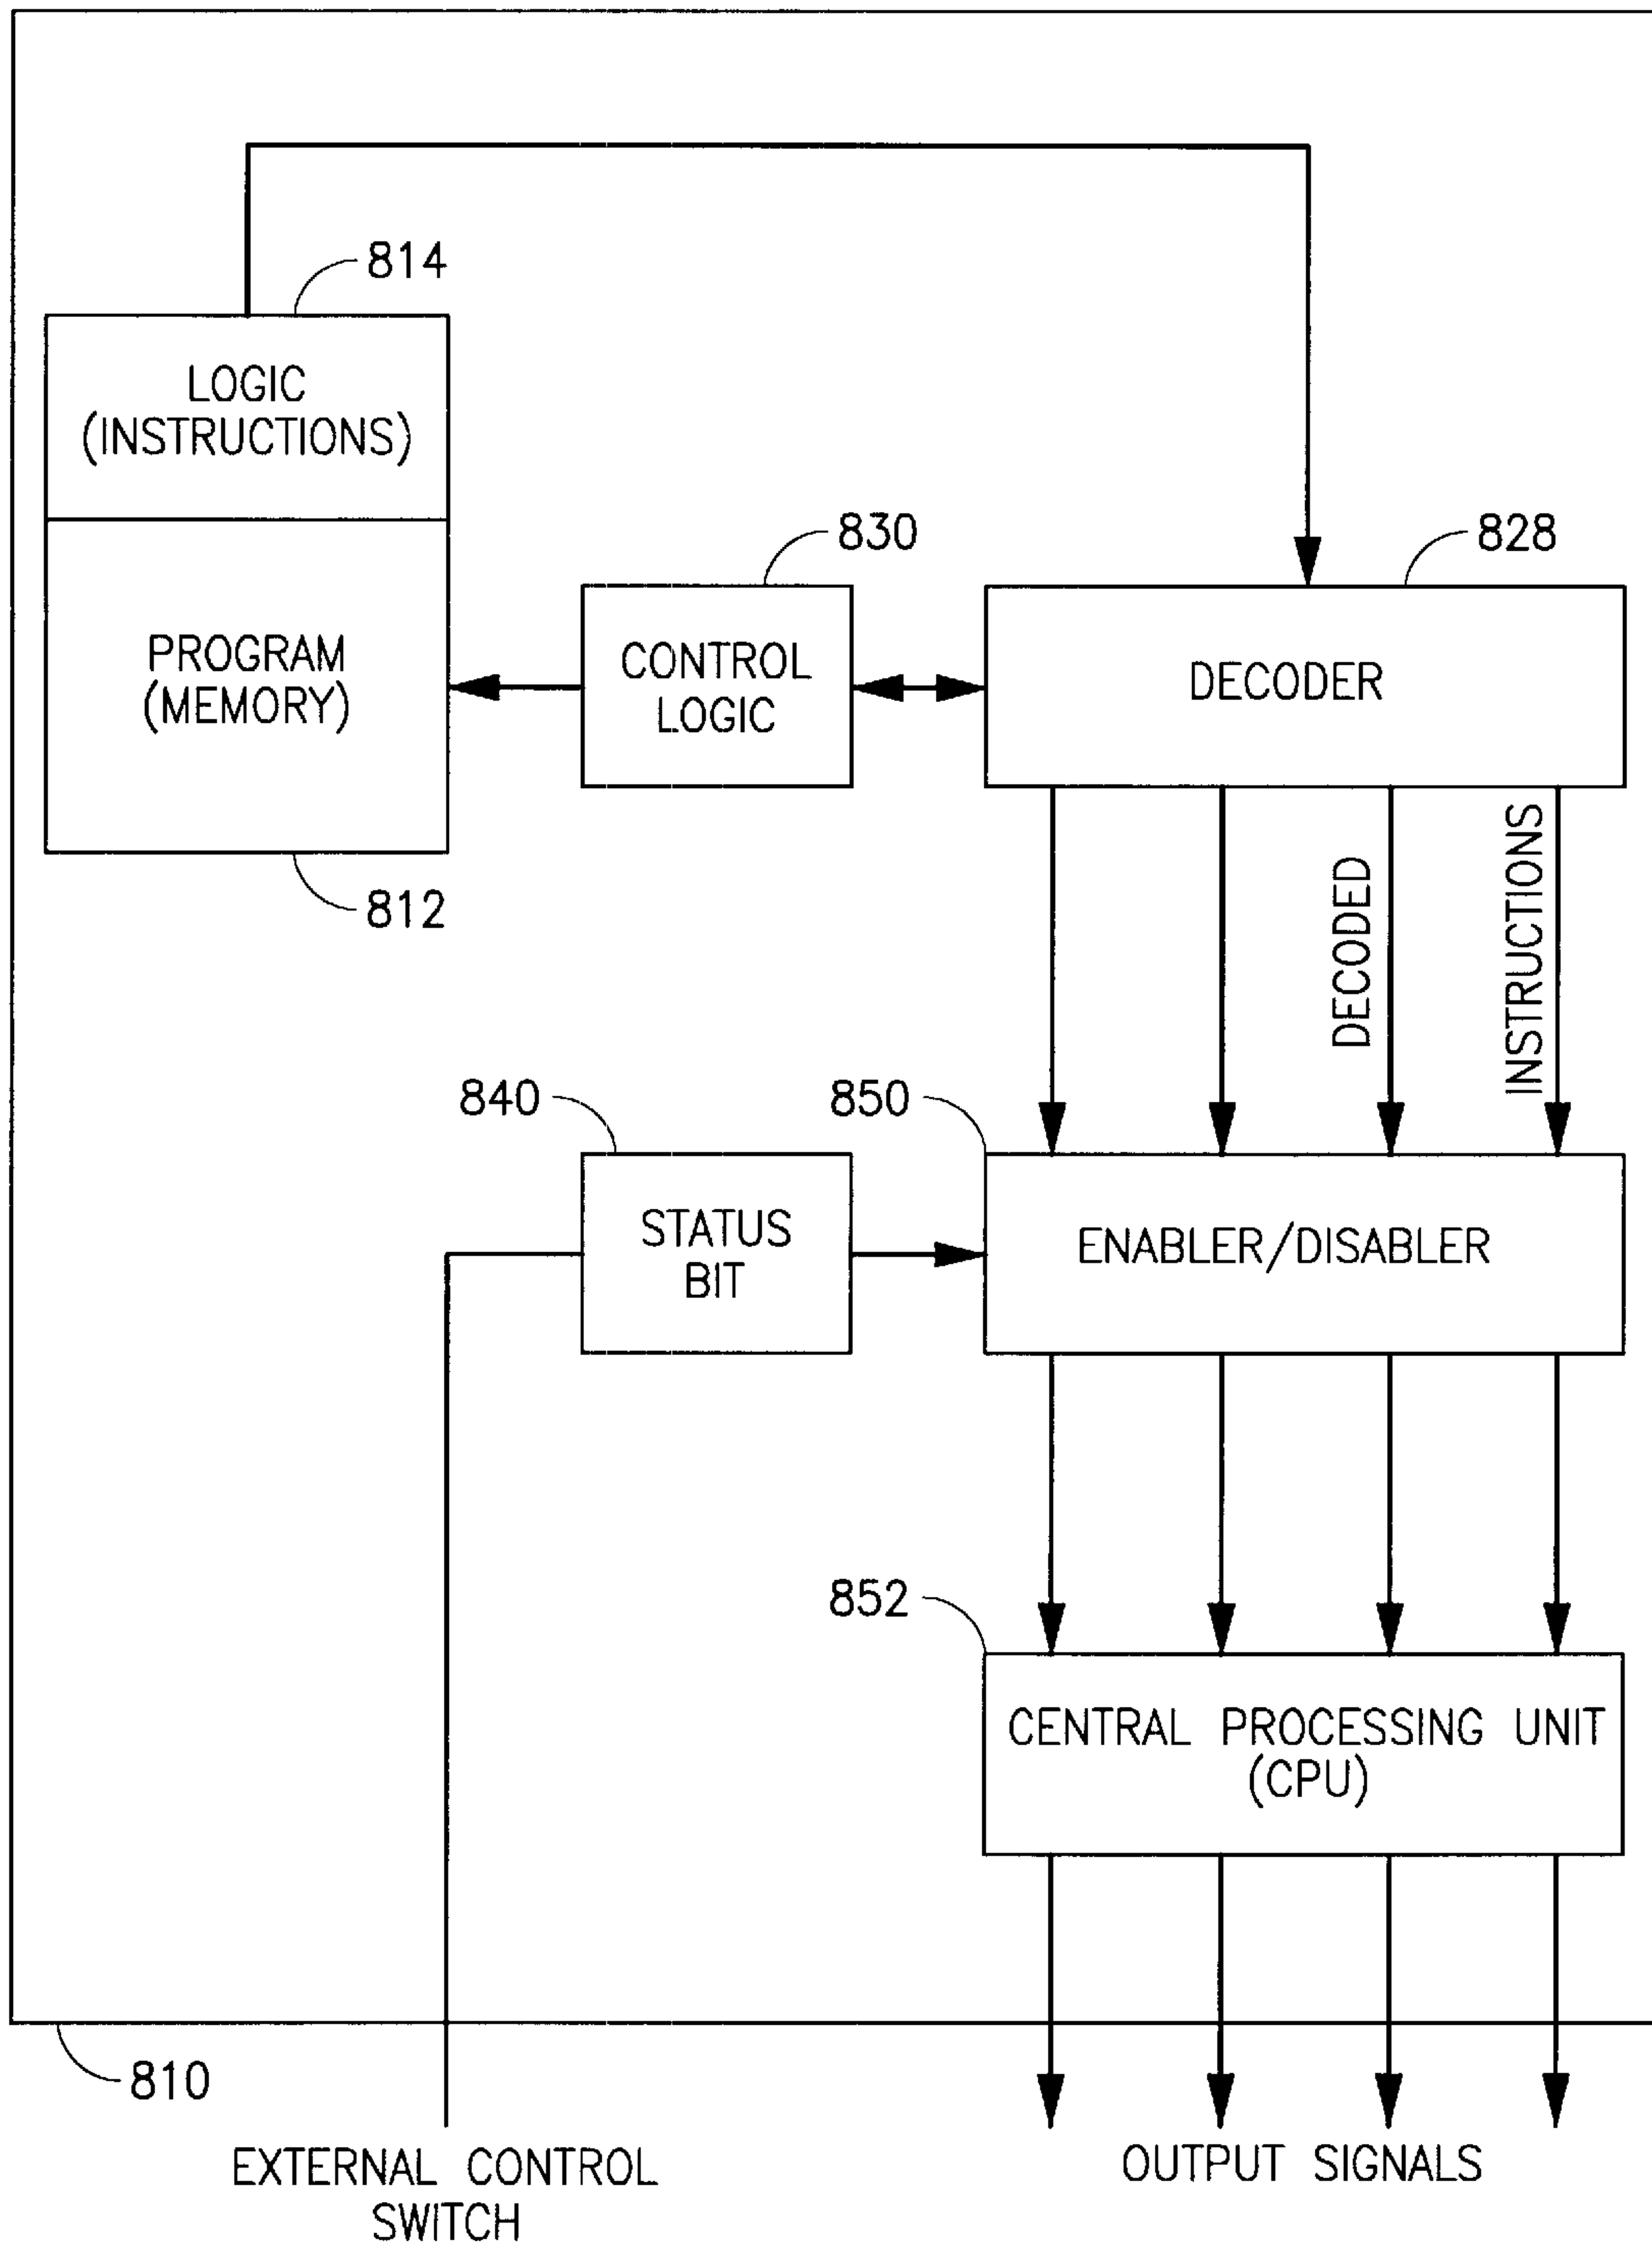 814
LOGIC
(INSTRUCTIONS)
830
828
PROGRAM
(MEMORY)
CONTROL
LOGIC
DECODER
812
DECODED
INSTRUCTIONS
840
850
STATUS
BIT
ENABLER/DISABLER
852
CENTRAL PROCESSING UNIT
(CPU)
810
EXTERNAL CONTROL
SWITCH
OUTPUT SIGNALS